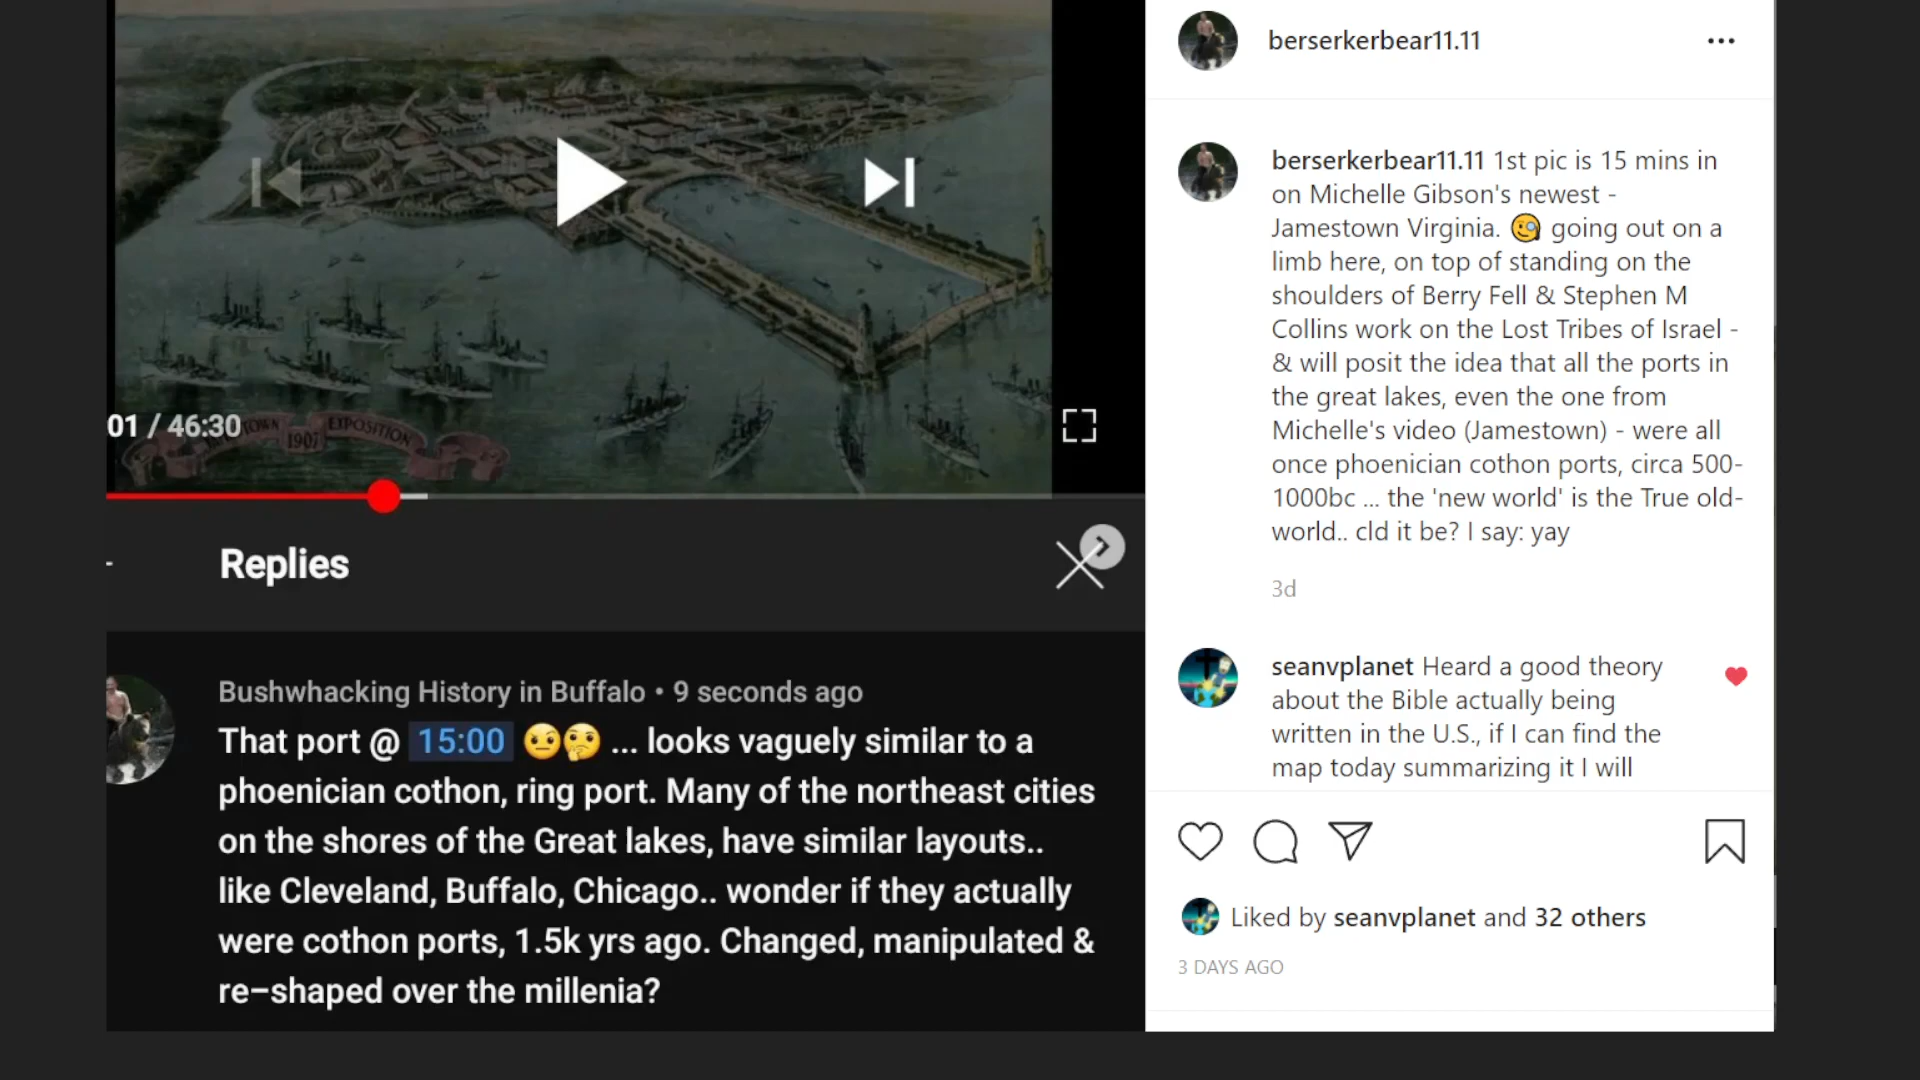 01 / 46:30
TOWN 1907 EXPOSITION
Replies
Bushwhacking History in Buffalo • 9 seconds ago
That port @ 15:00 😐🤔 ... looks vaguely similar to a
phoenician cothon, ring port. Many of the northeast cities
on the shores of the Great lakes, have similar layouts..
like Cleveland, Buffalo, Chicago.. wonder if they actually
were cothon ports, 1.5k yrs ago. Changed, manipulated &
re–shaped over the millenia?
berserkerbear11.11
berserkerbear11.11 1st pic is 15 mins in
on Michelle Gibson's newest -
Jamestown Virginia. 🧐 going out on a
limb here, on top of standing on the
shoulders of Berry Fell & Stephen M
Collins work on the Lost Tribes of Israel -
& will posit the idea that all the ports in
the great lakes, even the one from
Michelle's video (Jamestown) - were all
once phoenician cothon ports, circa 500-
1000bc ... the 'new world' is the True old-
world.. cld it be? I say: yay
3d
seanvplanet Heard a good theory
about the Bible actually being
written in the U.S., if I can find the
map today summarizing it I will
Liked by seanvplanet and 32 others
3 DAYS AGO